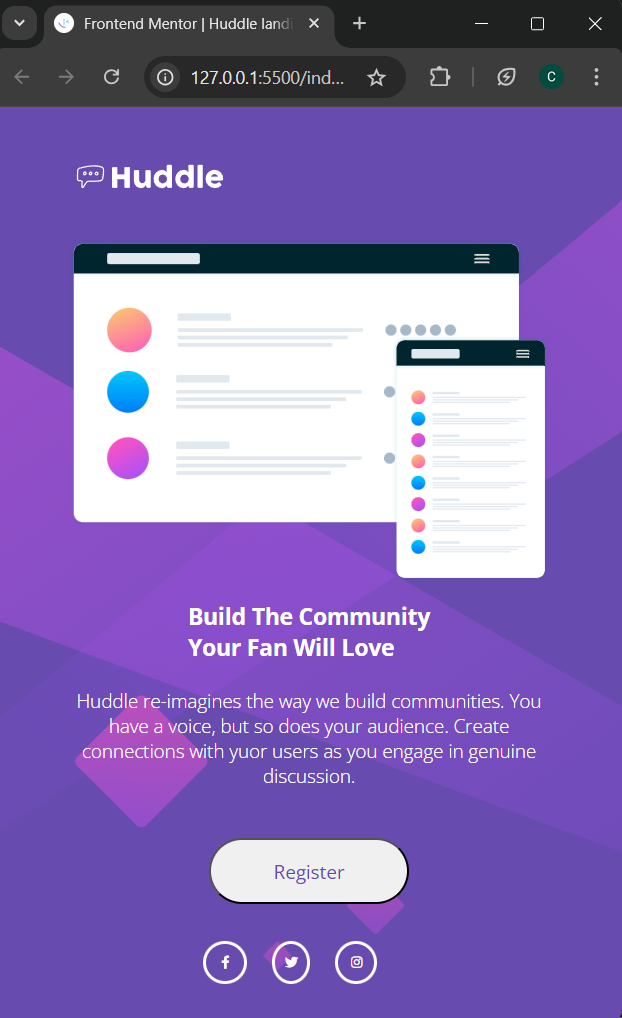 Frontend Mentor | Huddle landi
127.0.0.1:5500/ind...
C
Huddle
Build The Community
Your Fan Will Love
Huddle re-imagines the way we build communities. You
have a voice, but so does your audience. Create
connections with yuor users as you engage in genuine
discussion.
Register